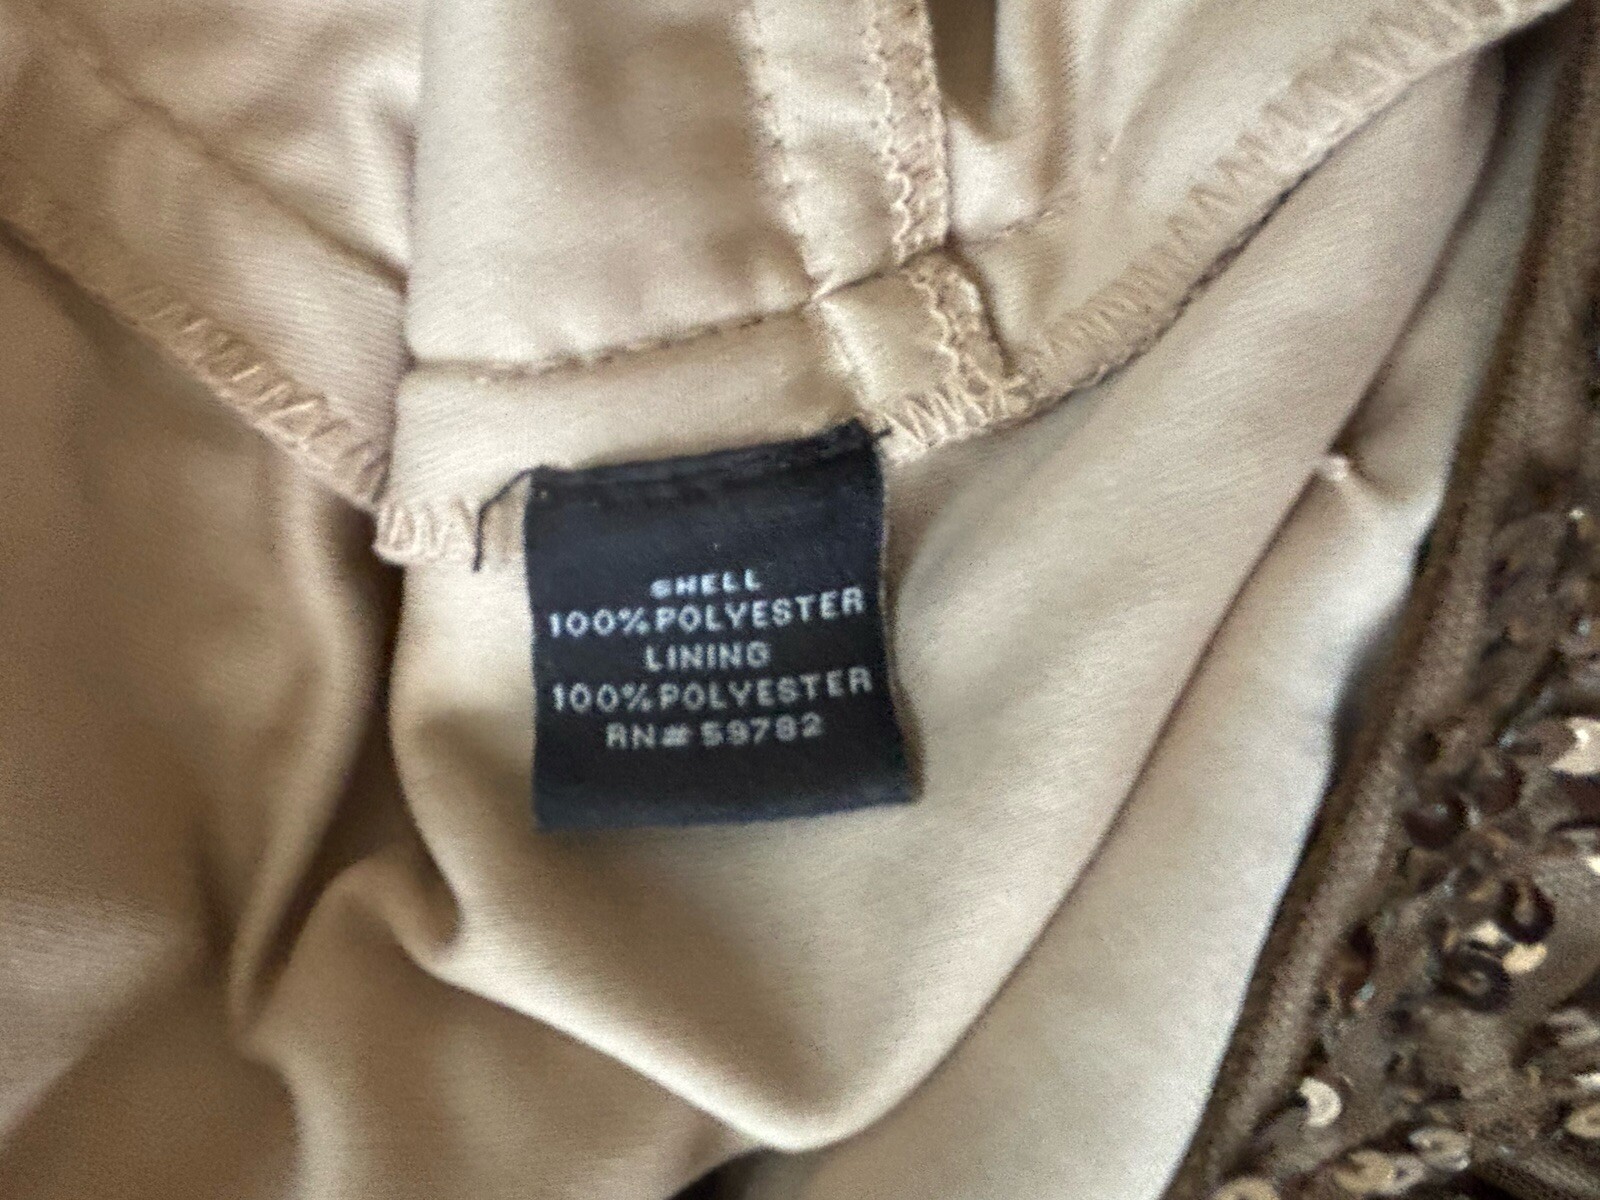 SHELL
100%POLYESTER
LINING
100%POLYESTER
RN# 59782